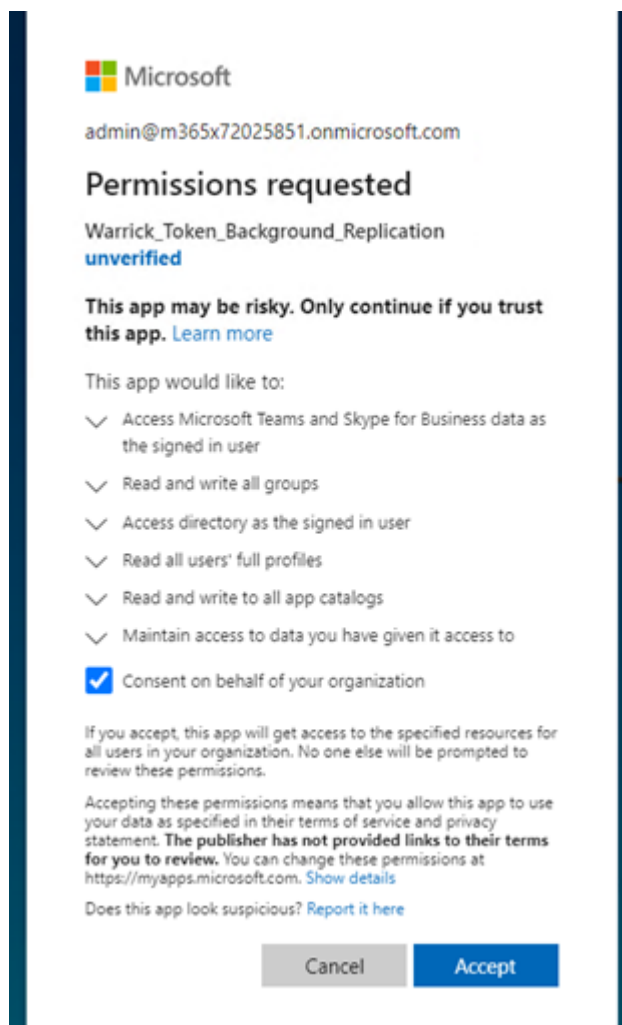 Microsoft
admin@m365x72025851.onmicrosoft.com
Permissions requested
Warrick_Token_Background_Replication
unverified
This app may be risky. Only continue if you trust
this app. Learn more
This app would like to:
Access Microsoft Teams and Skype for Business data as
the signed in user
Read and write all groups
Access directory as the signed in user
Read all users' full profiles
Read and write to all app catalogs
Maintain access to data you have given it access to
Consent on behalf of your organization
If you accept, this app will get access to the specified resources for
all users in your organization. No one else will be prompted to
review these permissions.
Accepting these permissions means that you allow this app to use
your data as specified in their terms of service and privacy
statement. The publisher has not provided links to their terms
for you to review. You can change these permissions at
https://myapps.microsoft.com. Show details
Does this app look suspicious? Report it here
Cancel Accept